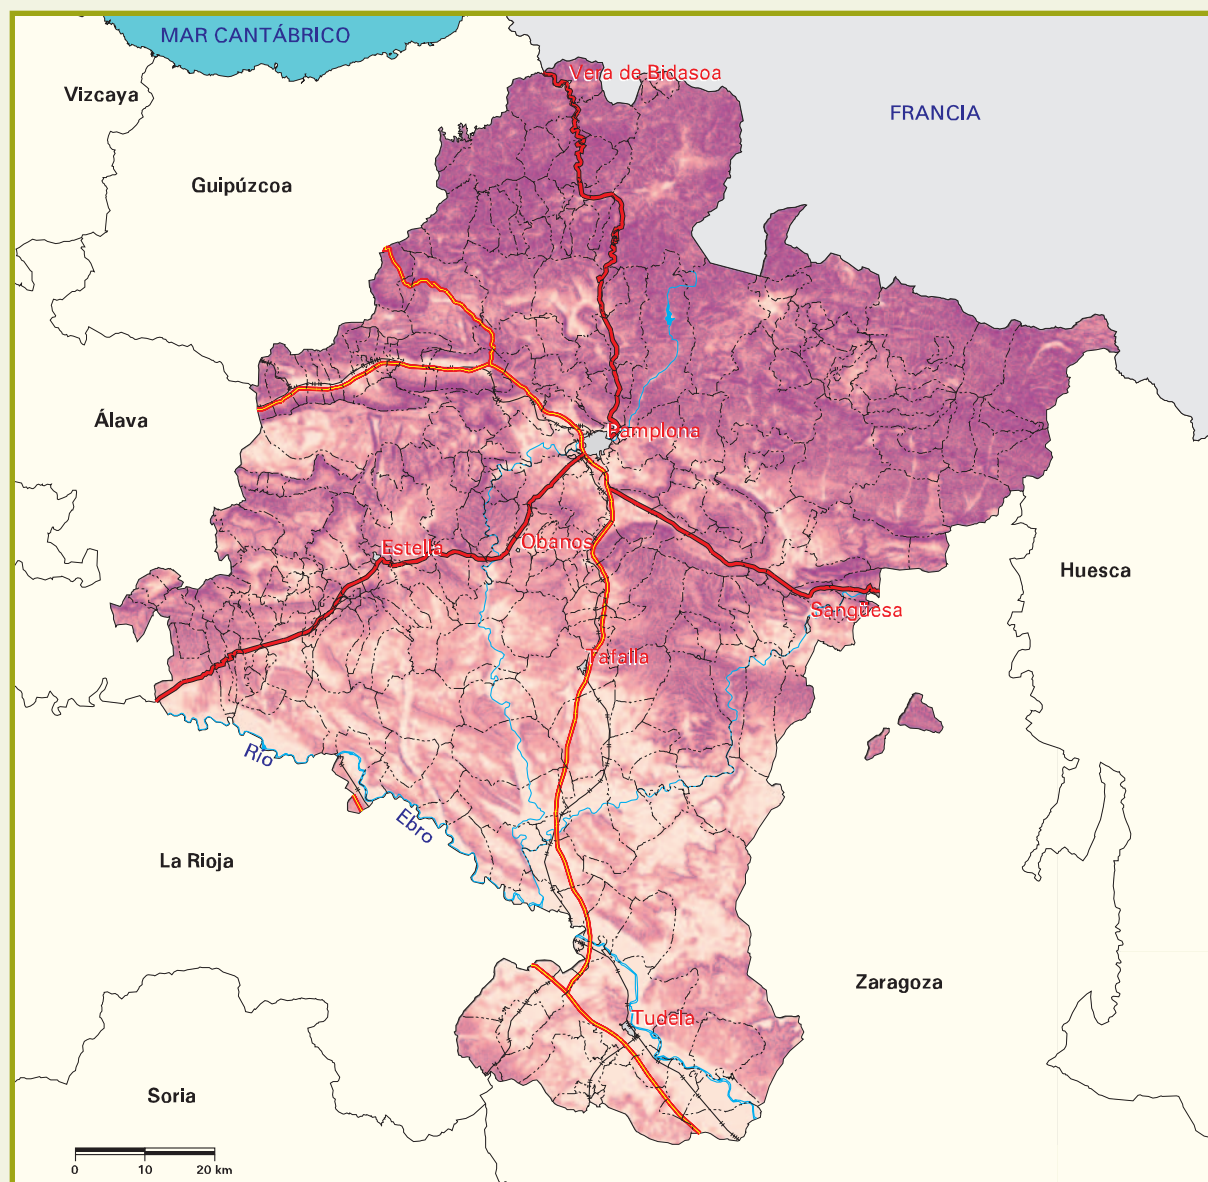 MAR CANTÁBRICO
Vera de Bidasoa
Vizcaya
FRANCIA
Guipúzcoa
Álava
Pamplona
Obanos
Estella
Huesca
Sangüesa
Tafalla
Río
Ebro
La Rioja
Zaragoza
Tudela
Soria
0 10 20 km